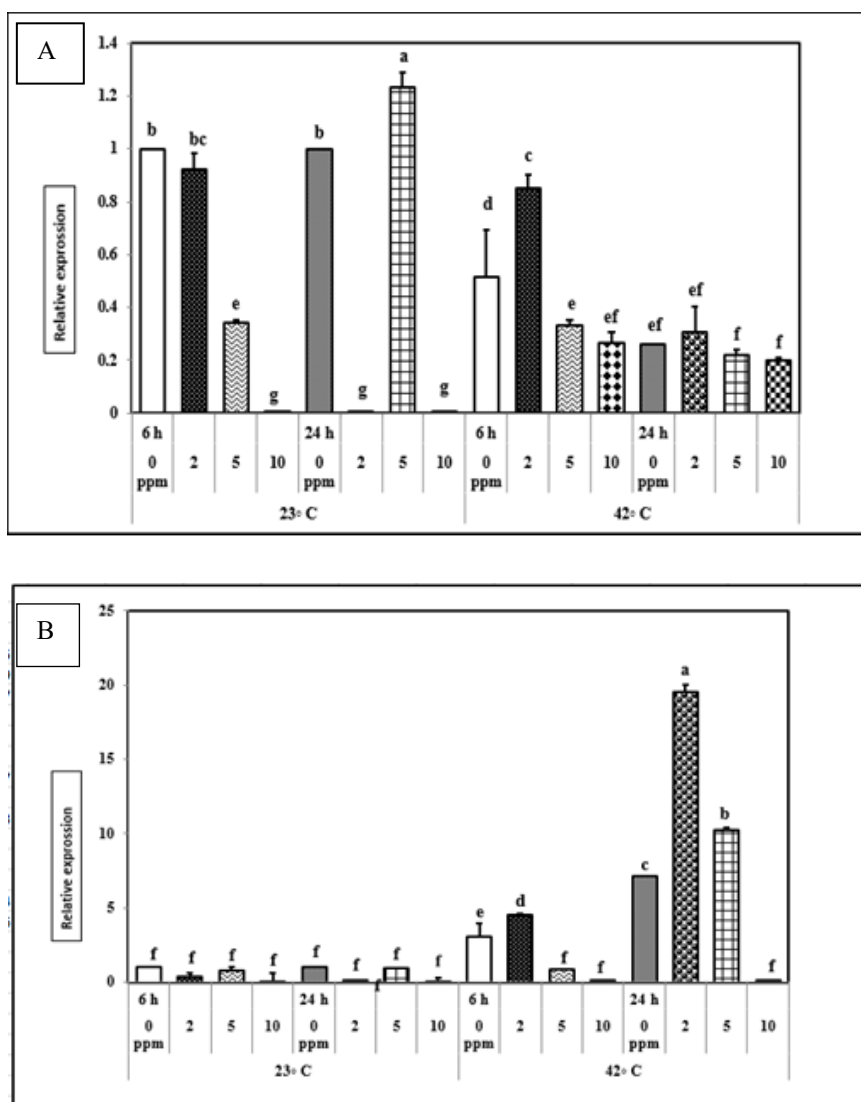 A
1.4
1.2
1
0.8
0.6
0.4
0.2
0
Relative exprossion
b bc e g b g a g d c e ef ef ef f f
6 h 24 h 6 h 24 h
0 ppm 2 5 10 0 ppm 2 5 10 0 ppm 2 5 10 0 ppm 2 5 10
23◦ C 42◦ C
B
25
20
15
10
5
0
Relative exprossion
f f f f f f f f e d f f c a b f
f
6 h 24 h 6 h 24 h
0 ppm 2 5 10 0 ppm 2 5 10 0 ppm 2 5 10 0 ppm 2 5 10
23◦ C 42◦ C